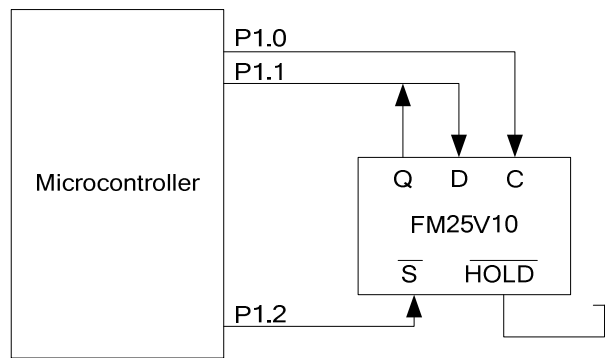 P1.0
P1.1
Microcontroller
Q D C
FM25V10
S HOLD
P1.2